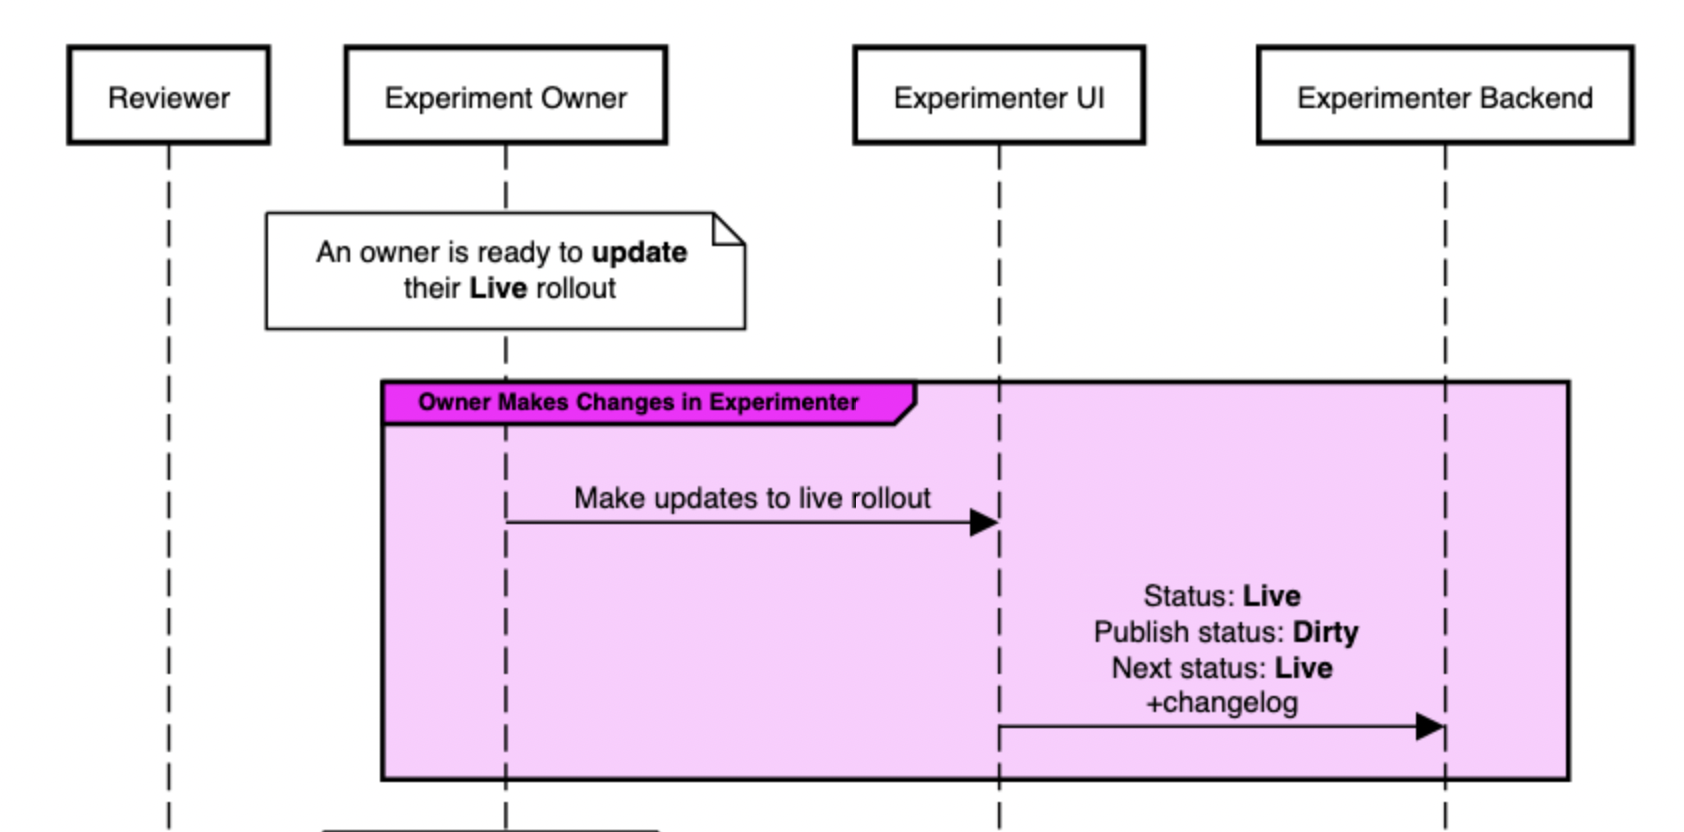 Reviewer
Experiment Owner
Experimenter UI
Experimenter Backend
An owner is ready to update
their Live rollout
Owner Makes Changes in Experimenter
Make updates to live rollout
Status: Live
Publish status: Dirty
Next status: Live
+changelog